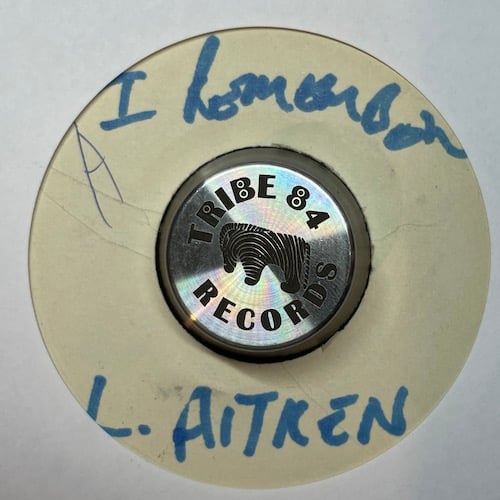 I Remember
A
TRIBE 84
RECORDS
L. AITKEN